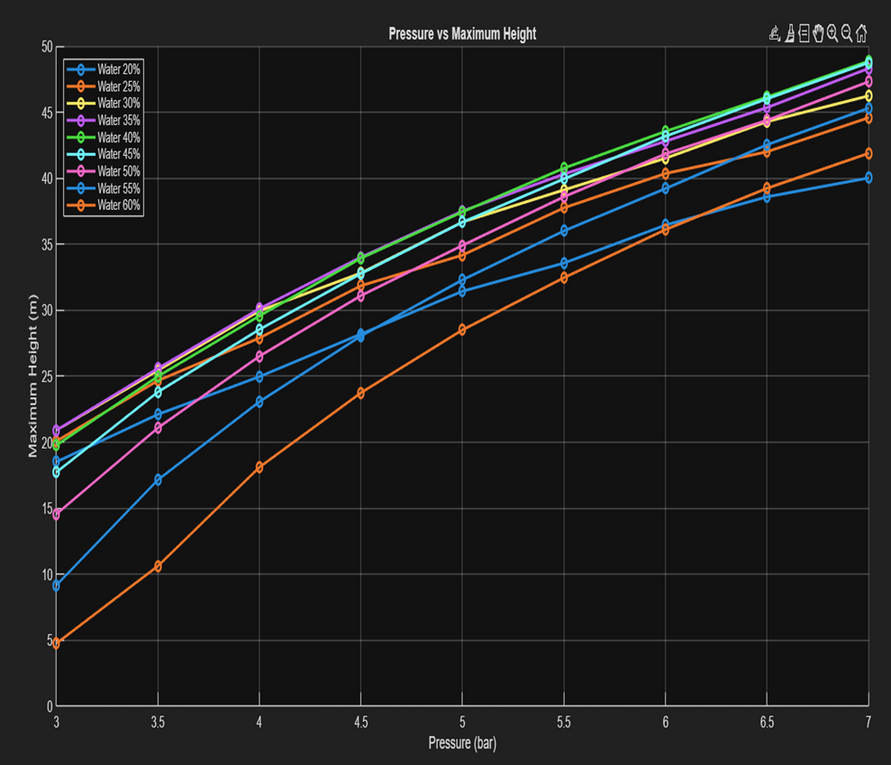 Pressure vs Maximum Height
50
45
40
35
30
25
20
15
10
5
0
Water 20%
Water 25%
Water 30%
Water 35%
Water 40%
Water 45%
Water 50%
Water 55%
Water 60%
Maximum Height (m)
3 3.5 4 4.5 5 5.5 6 6.5 7
Pressure (bar)